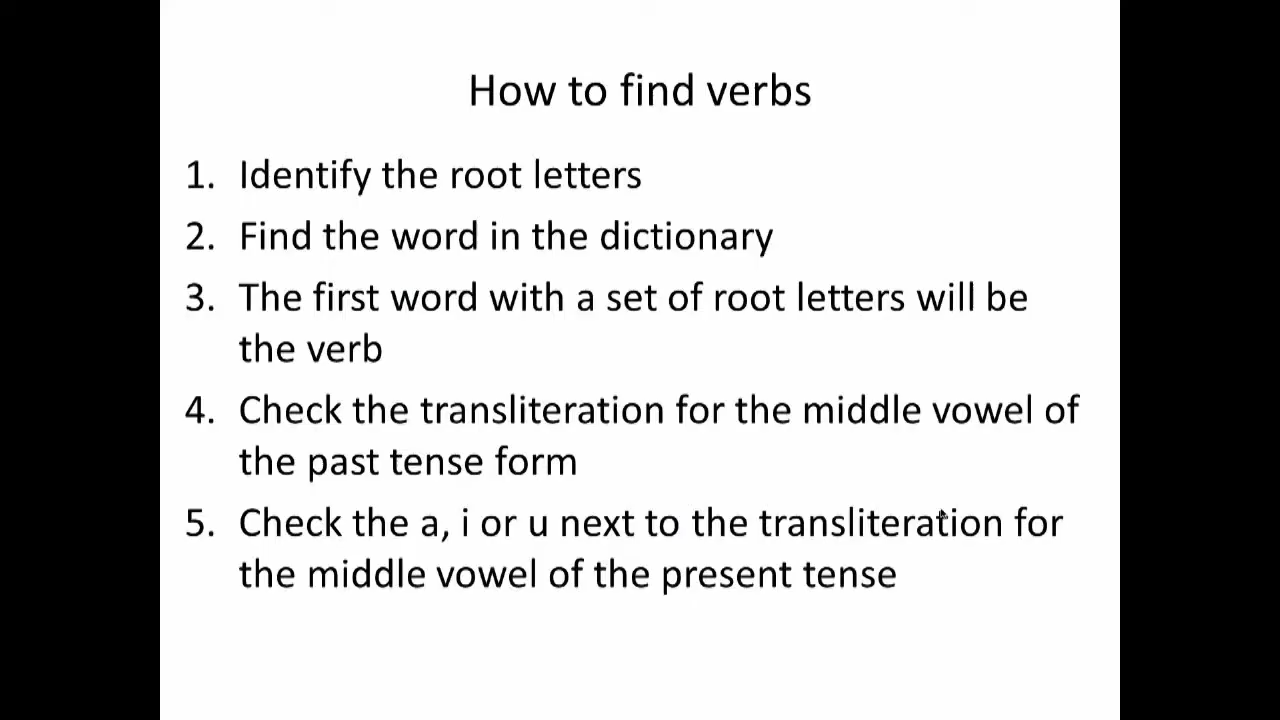 How to find verbs
1. Identify the root letters
2. Find the word in the dictionary
3. The first word with a set of root letters will be
the verb
4. Check the transliteration for the middle vowel of
the past tense form
5. Check the a, i or u next to the transliteration for
the middle vowel of the present tense